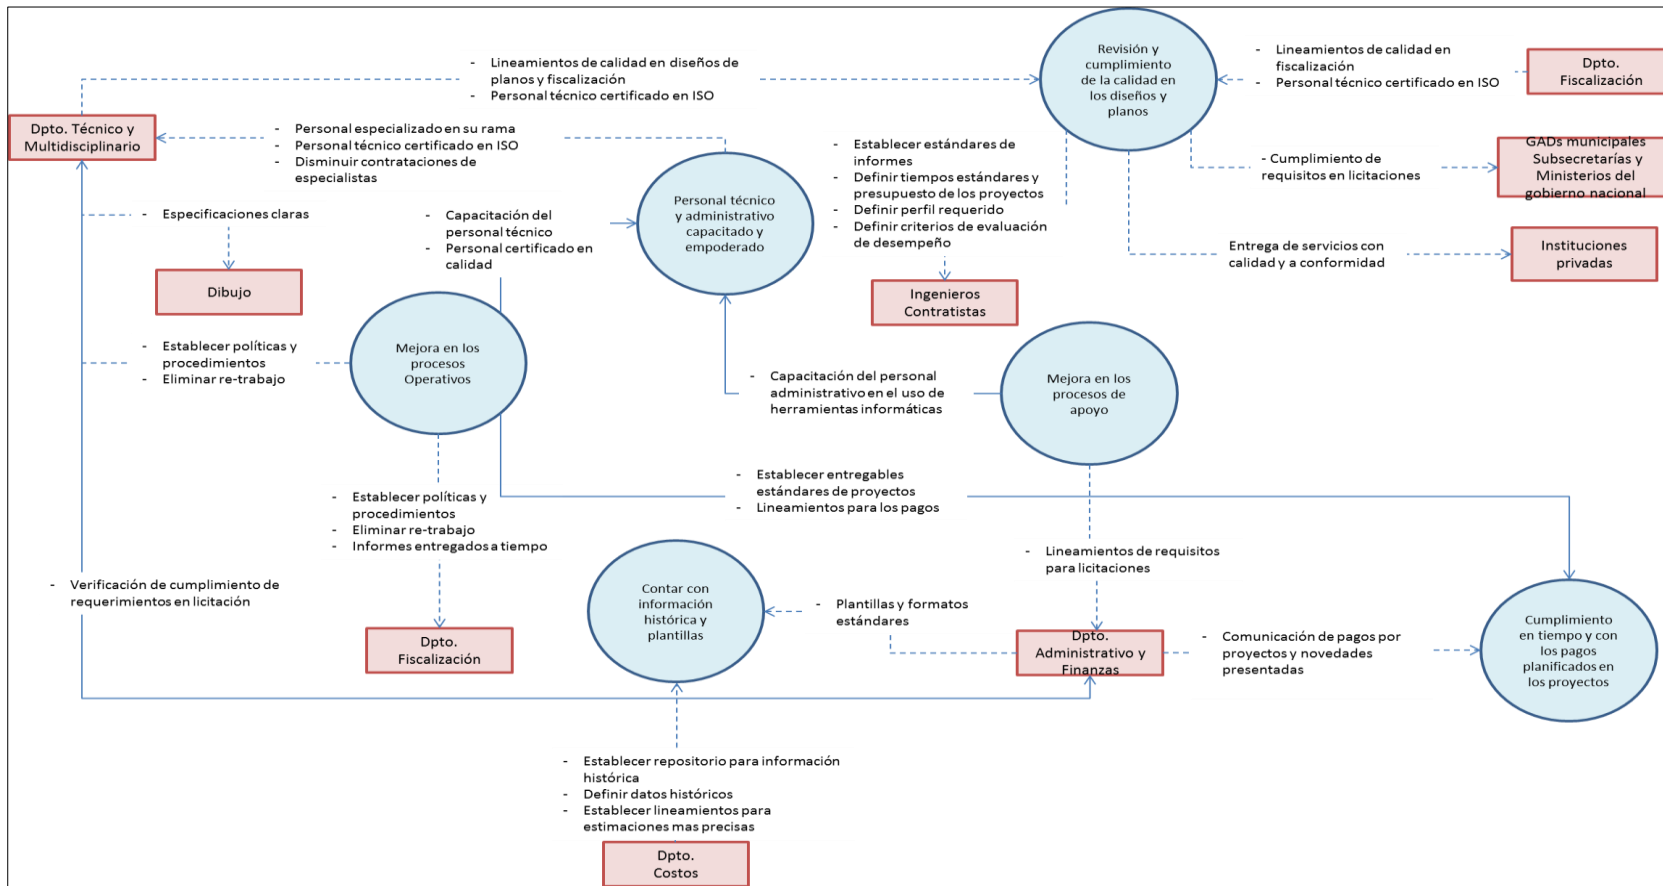 - Lineamientos de calidad en diseños de
planos y fiscalización
- Personal técnico certificado en ISO
Revisión y
cumplimiento
de la calidad en
los diseños y
planos
- Lineamientos de calidad en
fiscalización
- Personal técnico certificado en ISO
Dpto.
Fiscalización
Dpto. Técnico y
Multidisciplinario
- Personal especializado en su rama
- Personal técnico certificado en ISO
- Disminuir contrataciones de
especialistas
- Establecer estándares de
informes
- Definir tiempos estándares y
presupuesto de los proyectos
- Definir perfil requerido
- Definir criterios de evaluación
de desempeño
- Cumplimiento de
requisitos en licitaciones
GADs municipales
Subsecretarías y
Ministerios del
gobierno nacional
- Especificaciones claras
- Capacitación del
personal técnico
- Personal certificado en
calidad
Personal técnico
y administrativo
capacitado y
empoderado
Entrega de servicios con
calidad y a conformidad
Instituciones
privadas
Dibujo
Ingenieros
Contratistas
- Establecer políticas y
procedimientos
- Eliminar re-trabajo
Mejora en los
procesos
Operativos
- Capacitación del personal
administrativo en el uso de
herramientas informáticas
Mejora en los
procesos de
apoyo
- Establecer políticas y
procedimientos
- Eliminar re-trabajo
- Informes entregados a tiempo
- Establecer entregables
estándares de proyectos
- Lineamientos para los pagos
- Verificación de cumplimiento de
requerimientos en licitación
Contar con
información
histórica y
plantillas
- Plantillas y formatos
estándares
- Lineamientos de requisitos
para licitaciones
Dpto.
Fiscalización
Dpto.
Administrativo y
Finanzas
- Comunicación de pagos por
proyectos y novedades
presentadas
Cumplimiento
en tiempo y con
los pagos
planificados en
los proyectos
- Establecer repositorio para información
histórica
- Definir datos históricos
- Establecer lineamientos para
estimaciones mas precisas
Dpto.
Costos